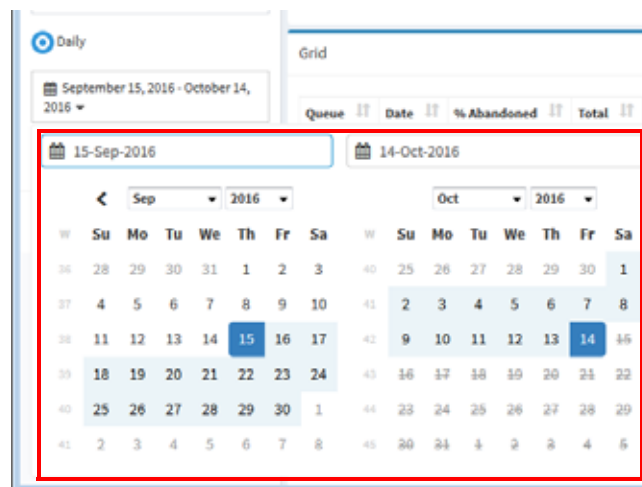 Daily
Grid
September 15, 2016 - October 14,
2016
Queue Date % Abandoned Total
15-Sep-2016 14-Oct-2016
Sep 2016 Oct 2016
W Su Mo Tu We Th Fr Sa W Su Mo Tu We Th Fr Sa
36 28 29 30 31 1 2 3 40 25 26 27 28 29 30 1
37 4 5 6 7 8 9 10 41 2 3 4 5 6 7 8
38 11 12 13 14 15 16 17 42 9 10 11 12 13 14 15
39 18 19 20 21 22 23 24 43 16 17 18 19 20 21 22
40 25 26 27 28 29 30 1 44 23 24 25 26 27 28 29
41 2 3 4 5 6 7 8 45 30 31 1 2 3 4 5